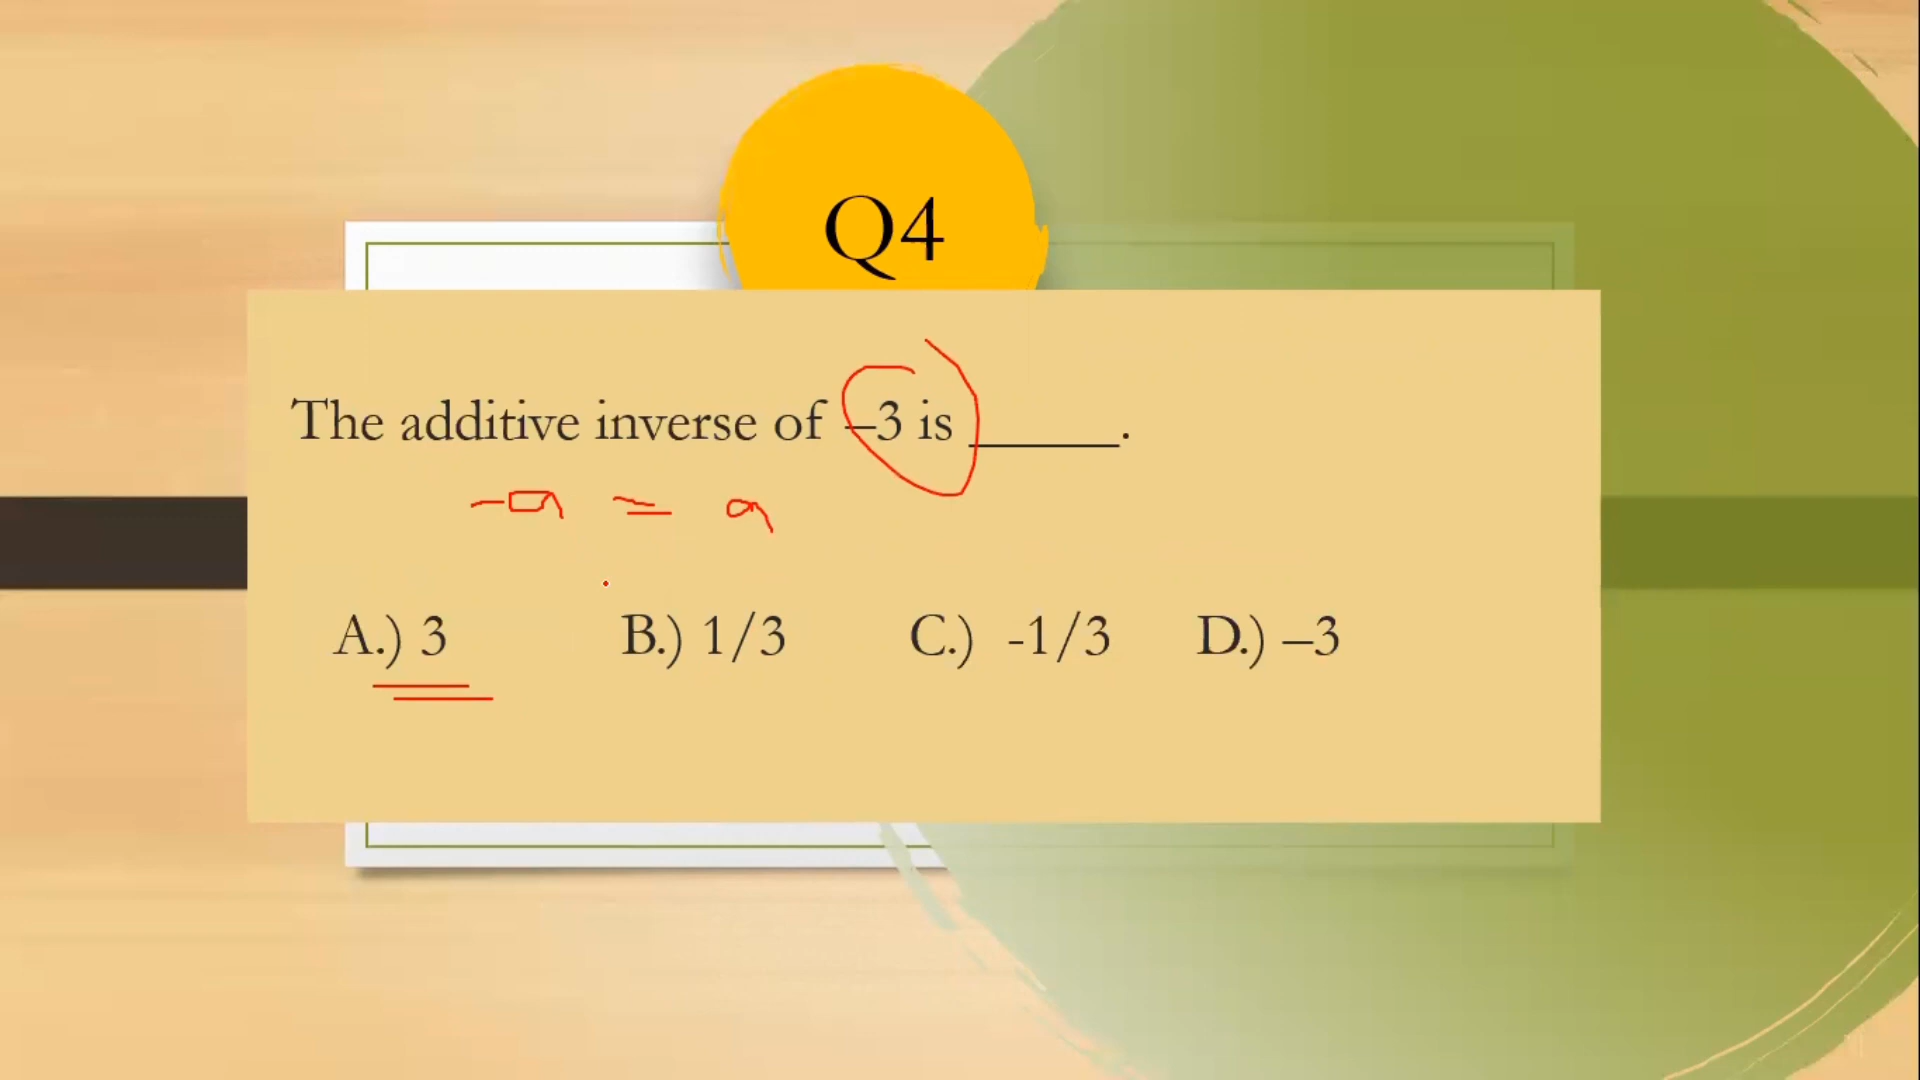 Q4
The additive inverse of –3 is ______.
-a = a
A.) 3 B.) 1/3 C.) -1/3 D.) –3